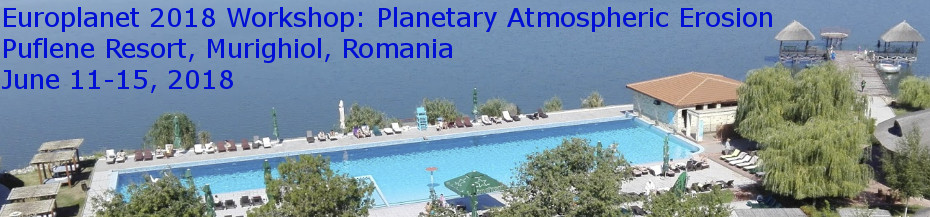 Europlanet 2018 Workshop: Planetary Atmospheric Erosion
Puflene Resort, Murighiol, Romania
June 11-15, 2018